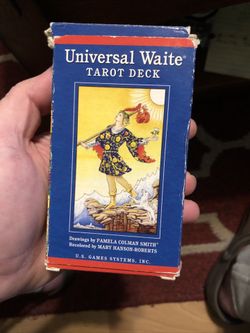 Universal Waite®
TAROT DECK
Drawings by PAMELA COLMAN SMITH
Recolored by MARY HANSON-ROBERTS
U.S. GAMES SYSTEMS, INC.